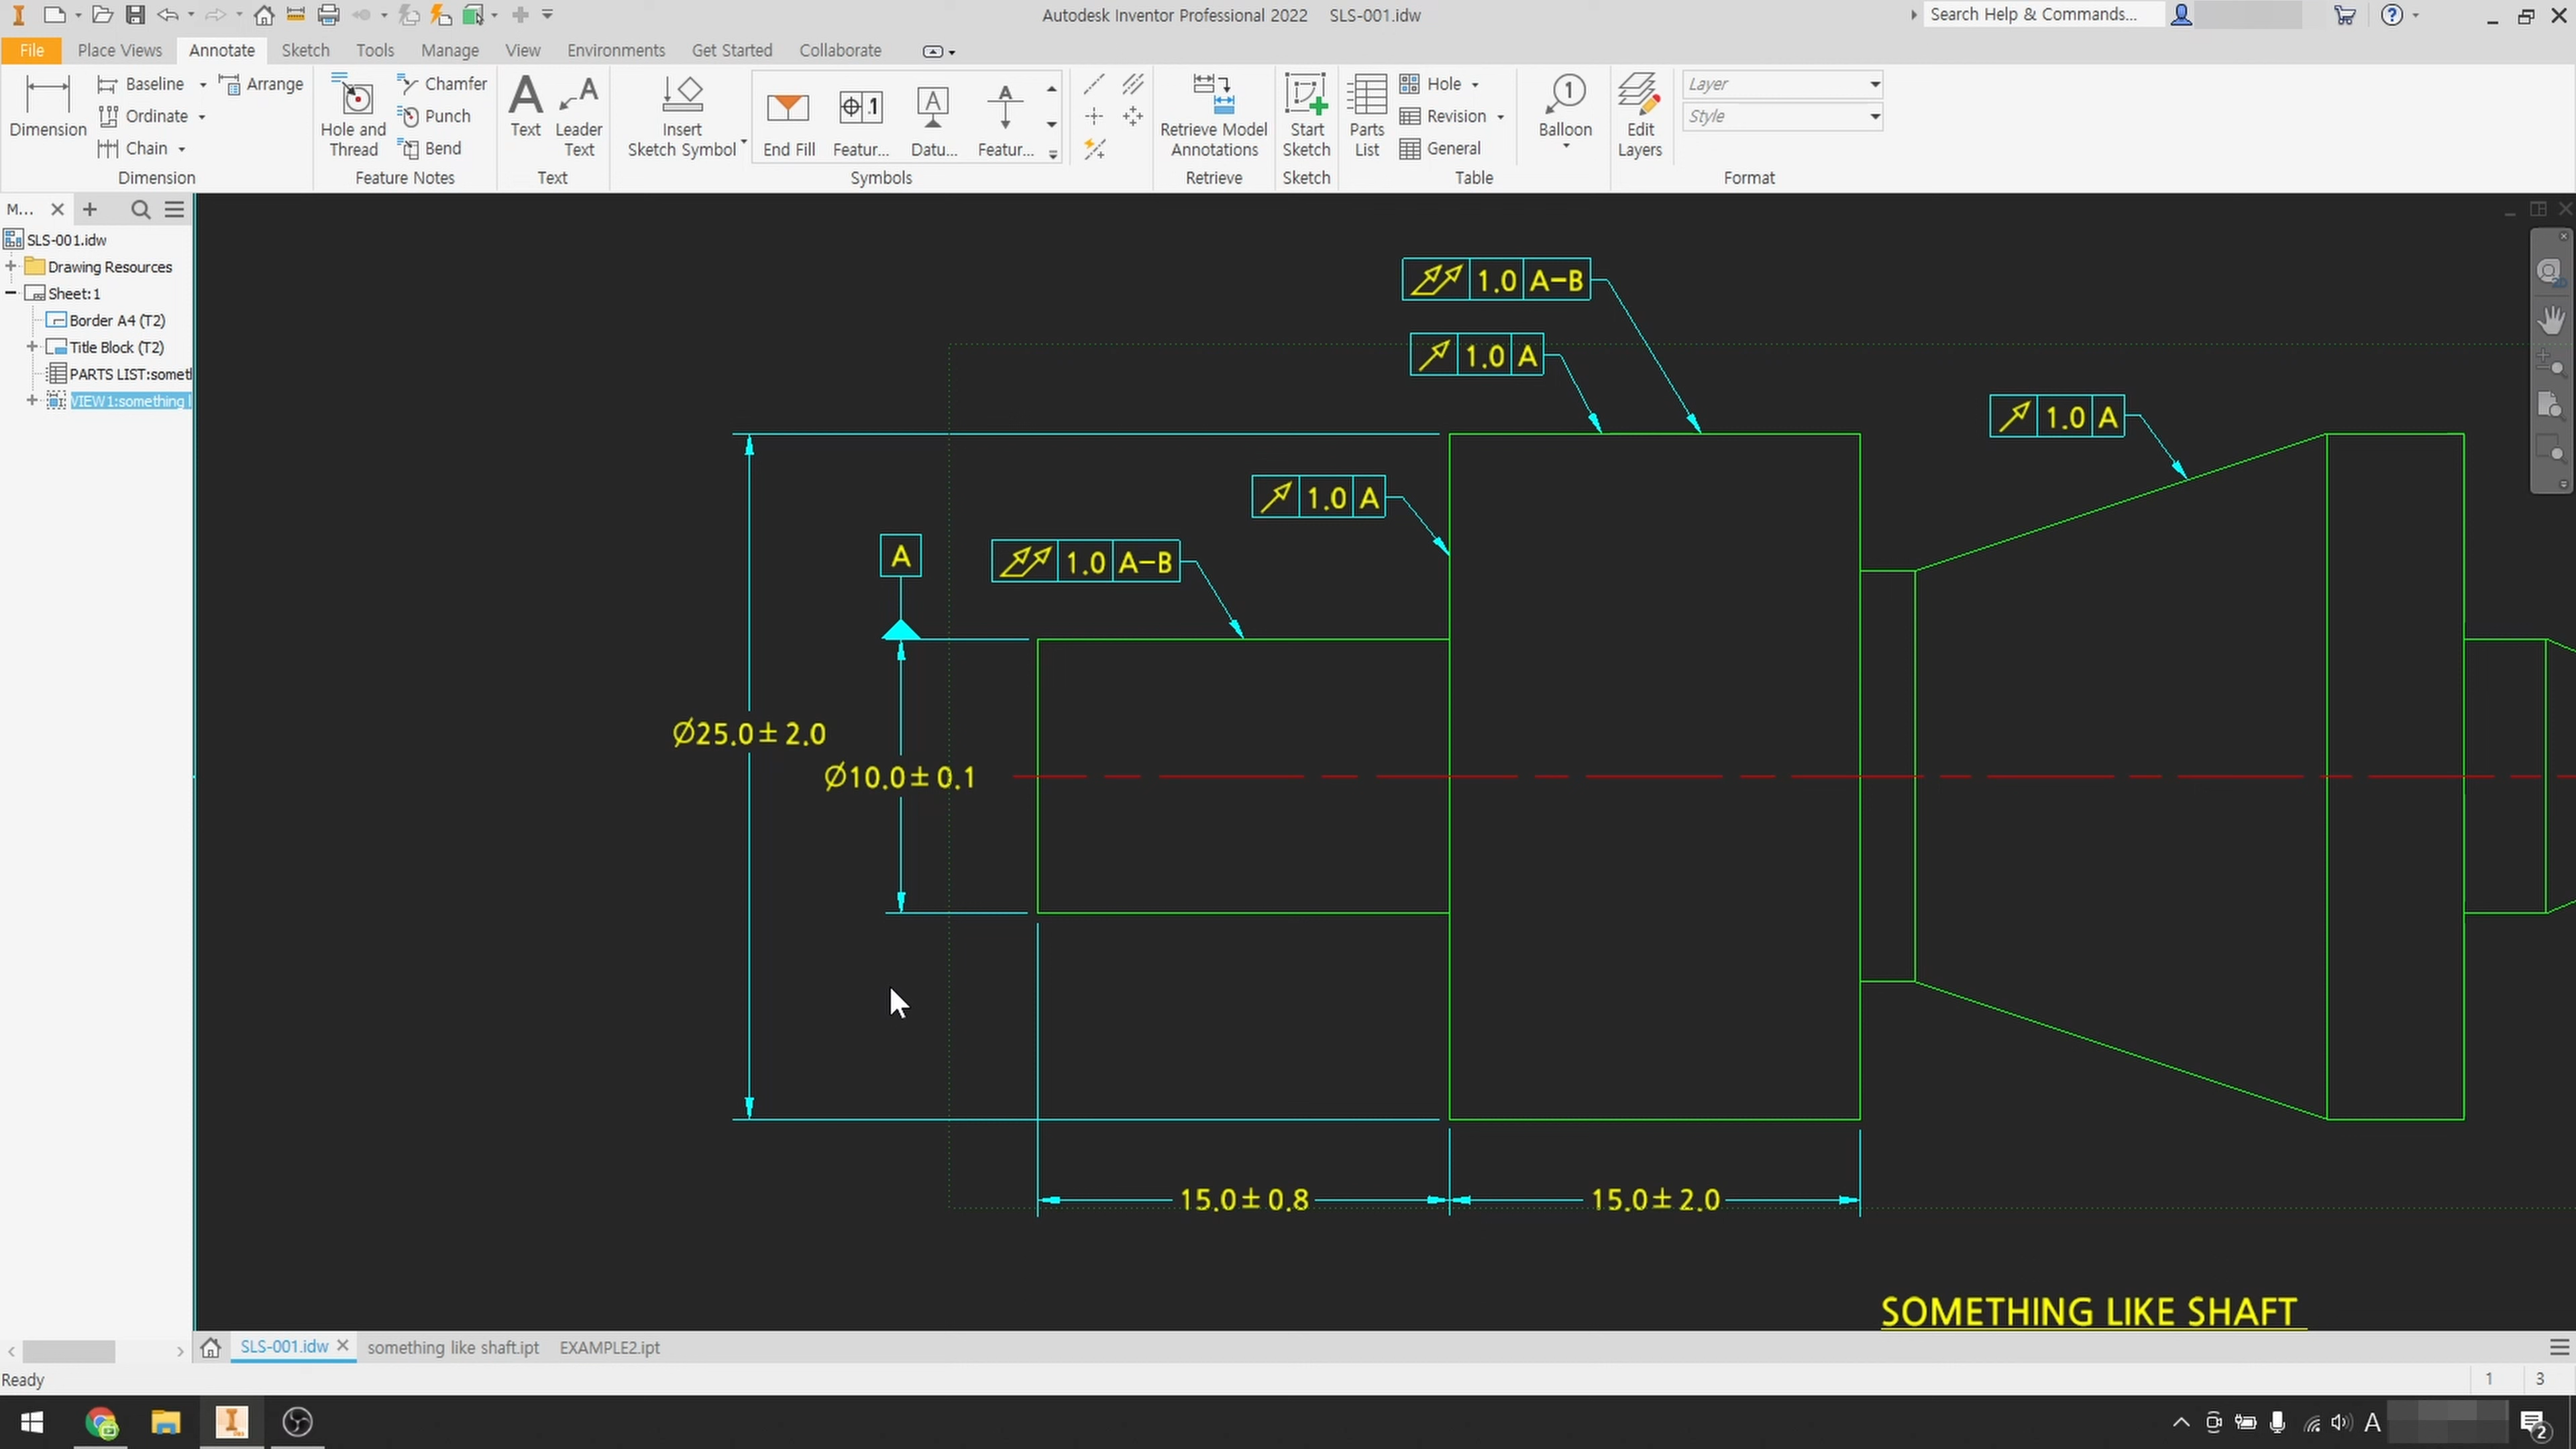 Autodesk Inventor Professional 2022 SLS-001.idw
Search Help & Commands...
File Place Views Annotate Sketch Tools Manage View Environments Get Started Collaborate
Dimension
Baseline
Arrange
Ordinate
Chain
Dimension
Hole and Thread
Chamfer
Punch
Bend
Feature Notes
Text
Leader Text
Text
Insert Sketch Symbol
End Fill
Featur...
Datu...
Featur...
Symbols
Retrieve Model Annotations
Retrieve
Start Sketch
Sketch
Parts List
Hole
Revision
General
Table
Balloon
Edit Layers
Layer
Style
Format
M...
SLS-001.idw
Drawing Resources
Sheet:1
Border A4 (T2)
Title Block (T2)
PARTS LIST:somet
VIEW1:something l
1.0 A-B
1.0 A
1.0 A
1.0 A
A
1.0 A-B
Ø25.0± 2.0
Ø10.0± 0.1
15.0± 0.8
15.0± 2.0
SOMETHING LIKE SHAFT
SLS-001.idw something like shaft.ipt EXAMPLE2.ipt
Ready
1 3
A
2